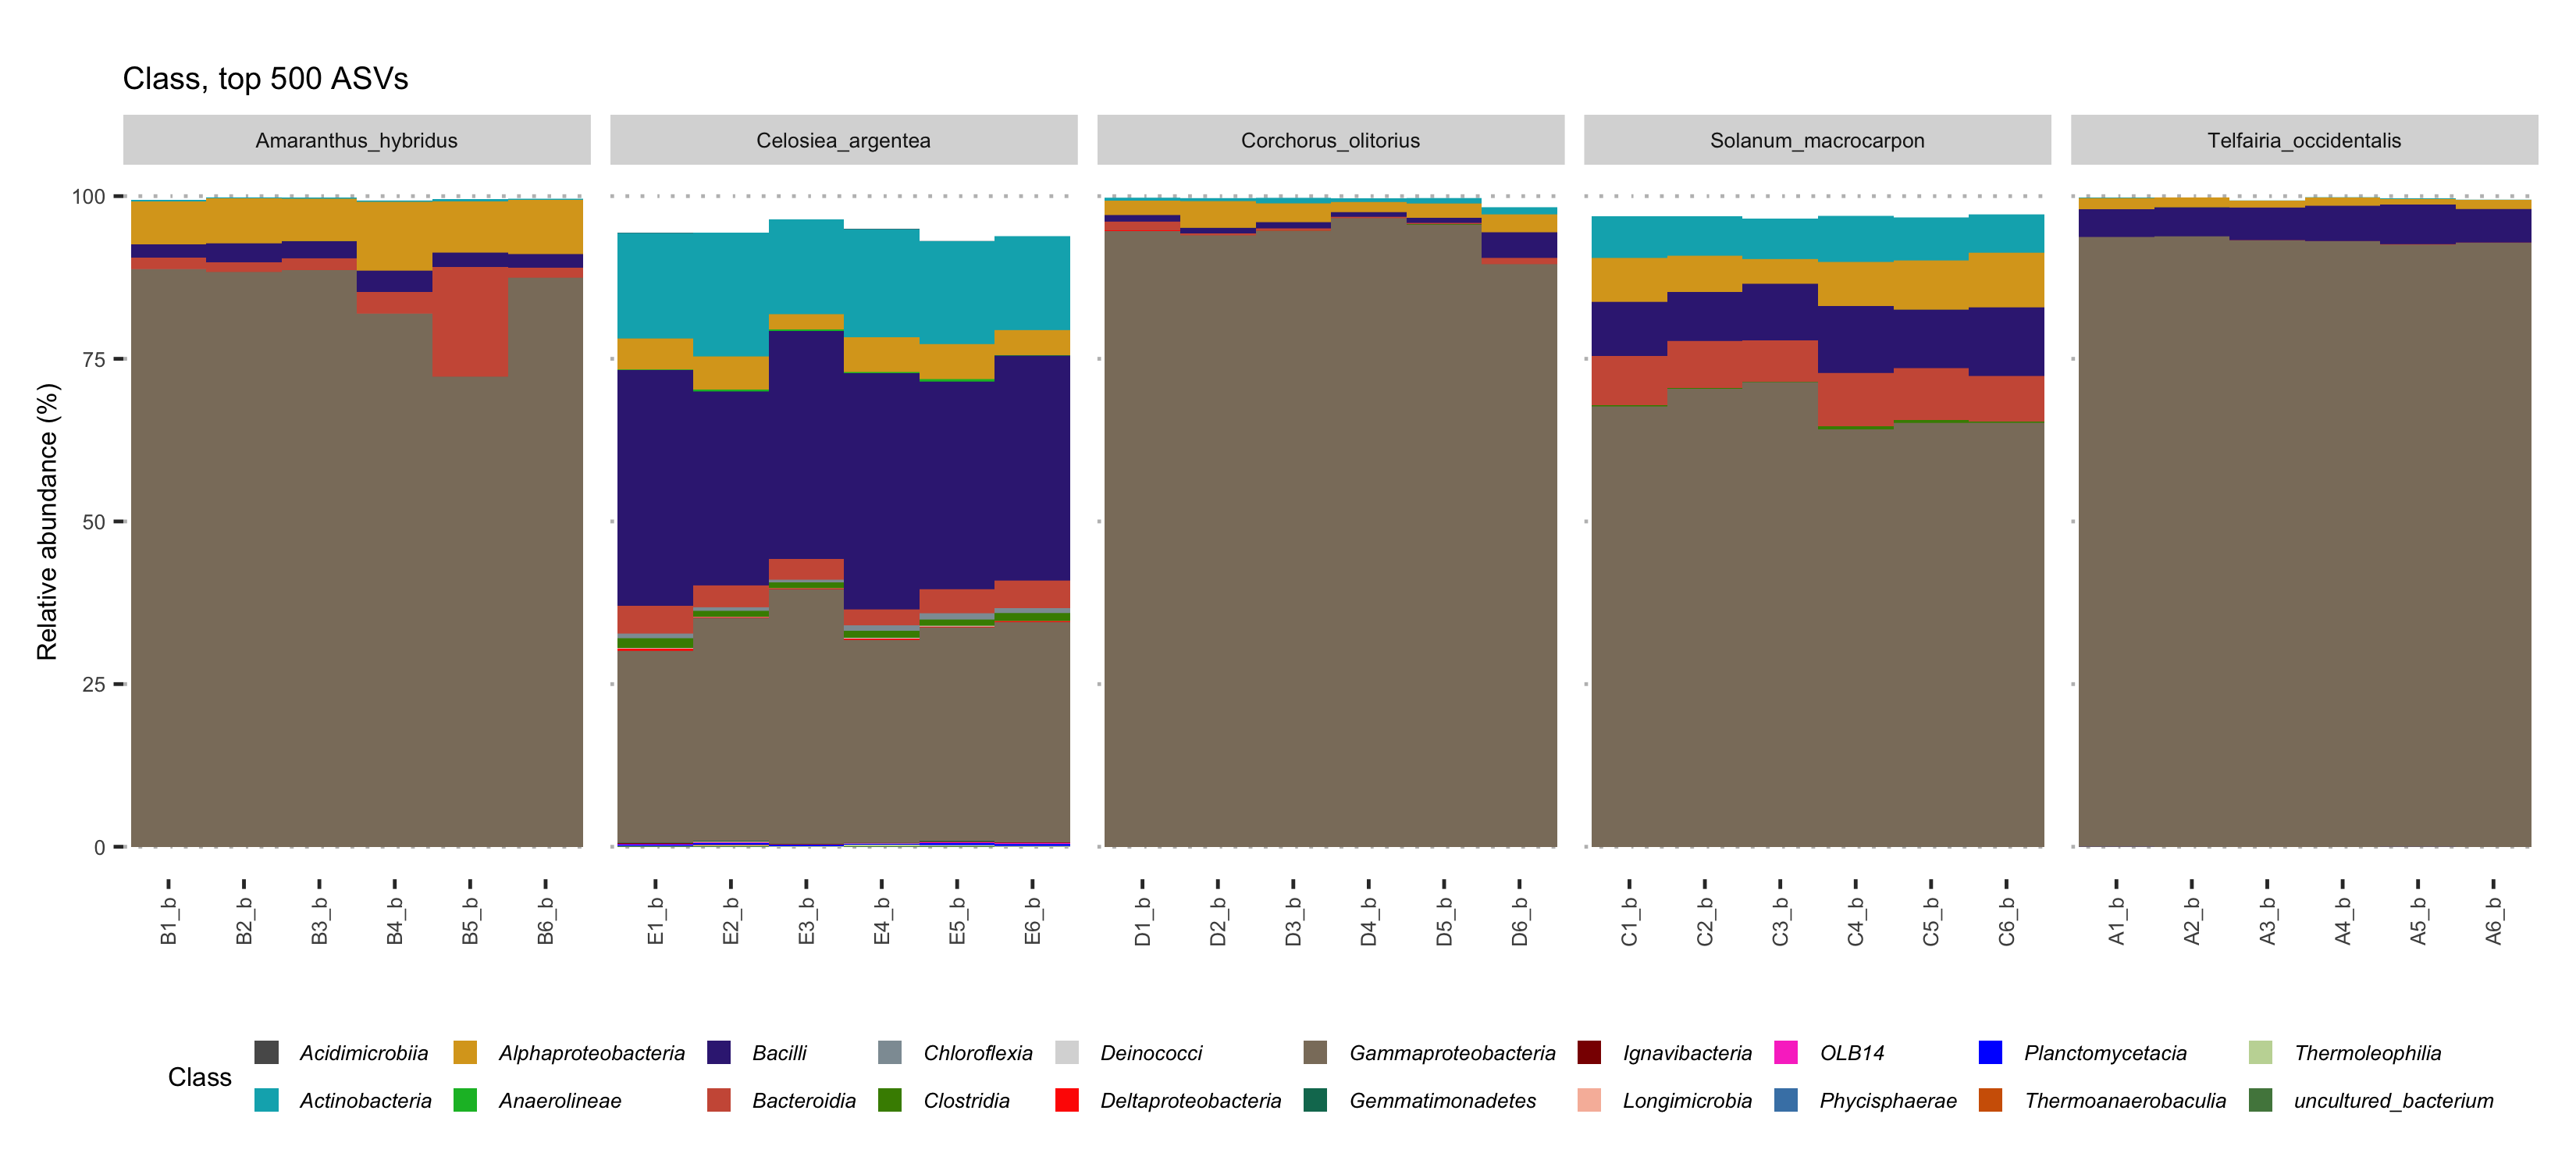 Class, top 500 ASVs
Amaranthus_hybridus Celosiea_argentea Corchorus_olitorius Solanum_macrocarpon Telfairia_occidentalis
Relative abundance (%)
100
75
50
25
0
B1_b B2_b B3_b B4_b B5_b B6_b E1_b E2_b E3_b E4_b E5_b E6_b D1_b D2_b D3_b D4_b D5_b D6_b C1_b C2_b C3_b C4_b C5_b C6_b A1_b A2_b A3_b A4_b A5_b A6_b
Class
Acidimicrobiia Alphaproteobacteria Bacilli Chloroflexia Deinococci Gammaproteobacteria Ignavibacteria OLB14 Planctomycetacia Thermoleophilia
Actinobacteria Anaerolineae Bacteroidia Clostridia Deltaproteobacteria Gemmatimonadetes Longimicrobia Phycisphaerae Thermoanaerobaculia uncultured_bacterium